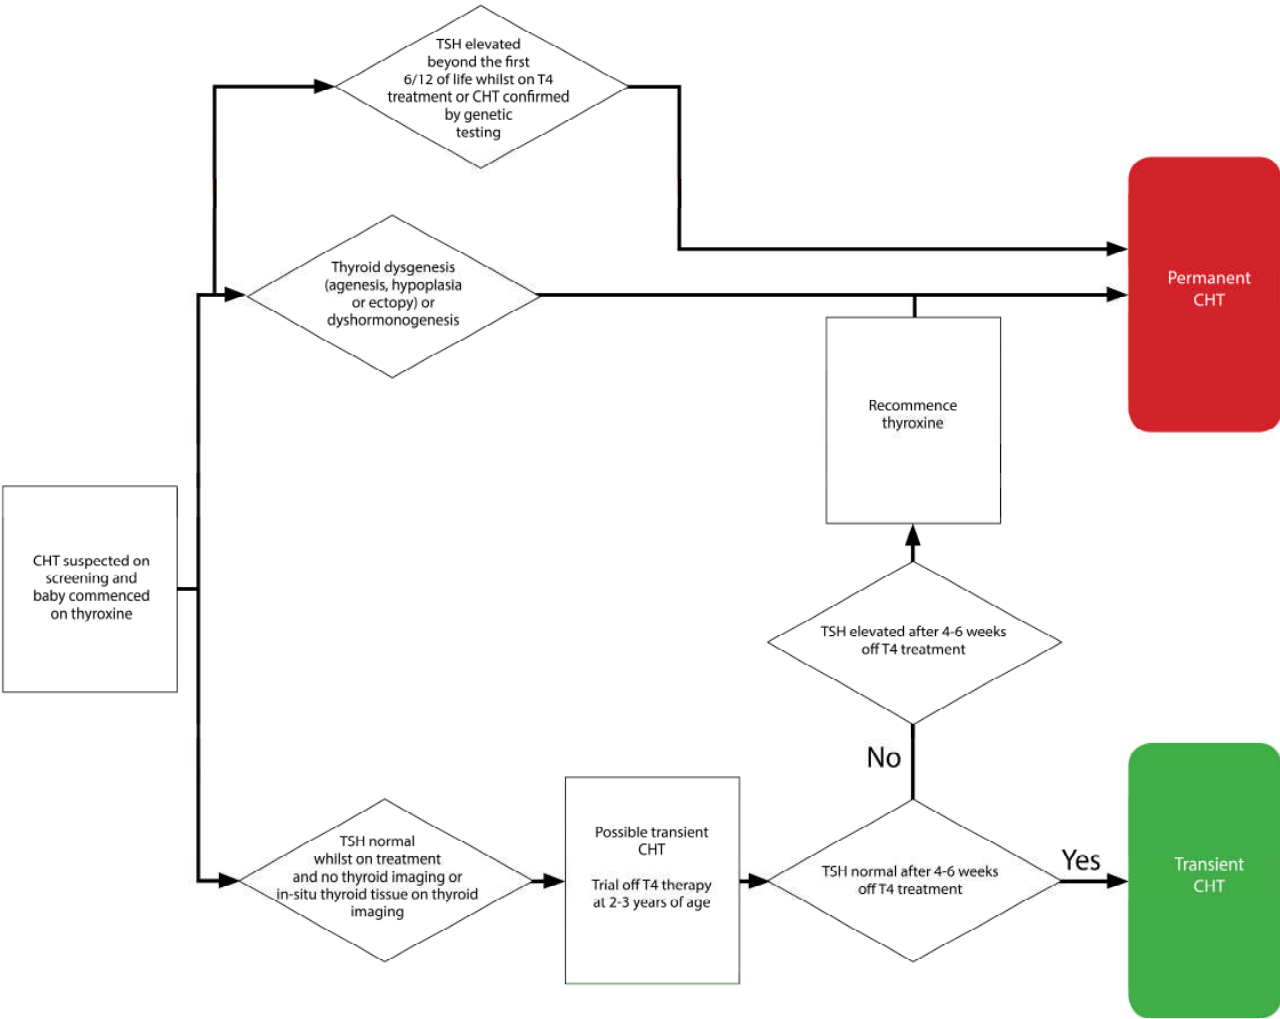 TSH elevated
beyond the first
6/12 of life whilst on T4
treatment or CHT confirmed
by genetic
testing
Thyroid dysgenesis
(agenesis, hypoplasia
or ectopy) or
dyshormonogenesis
Permanent
CHT
Recommence
thyroxine
CHT suspected on
screening and
baby commenced
on thyroxine
TSH elevated after 4-6 weeks
off T4 treatment
No
TSH normal
whilst on treatment
and no thyroid imaging or
in-situ thyroid tissue on thyroid
imaging
Possible transient
CHT
Trial off T4 therapy
at 2-3 years of age
TSH normal after 4-6 weeks
off T4 treatment
Yes
Transient
CHT